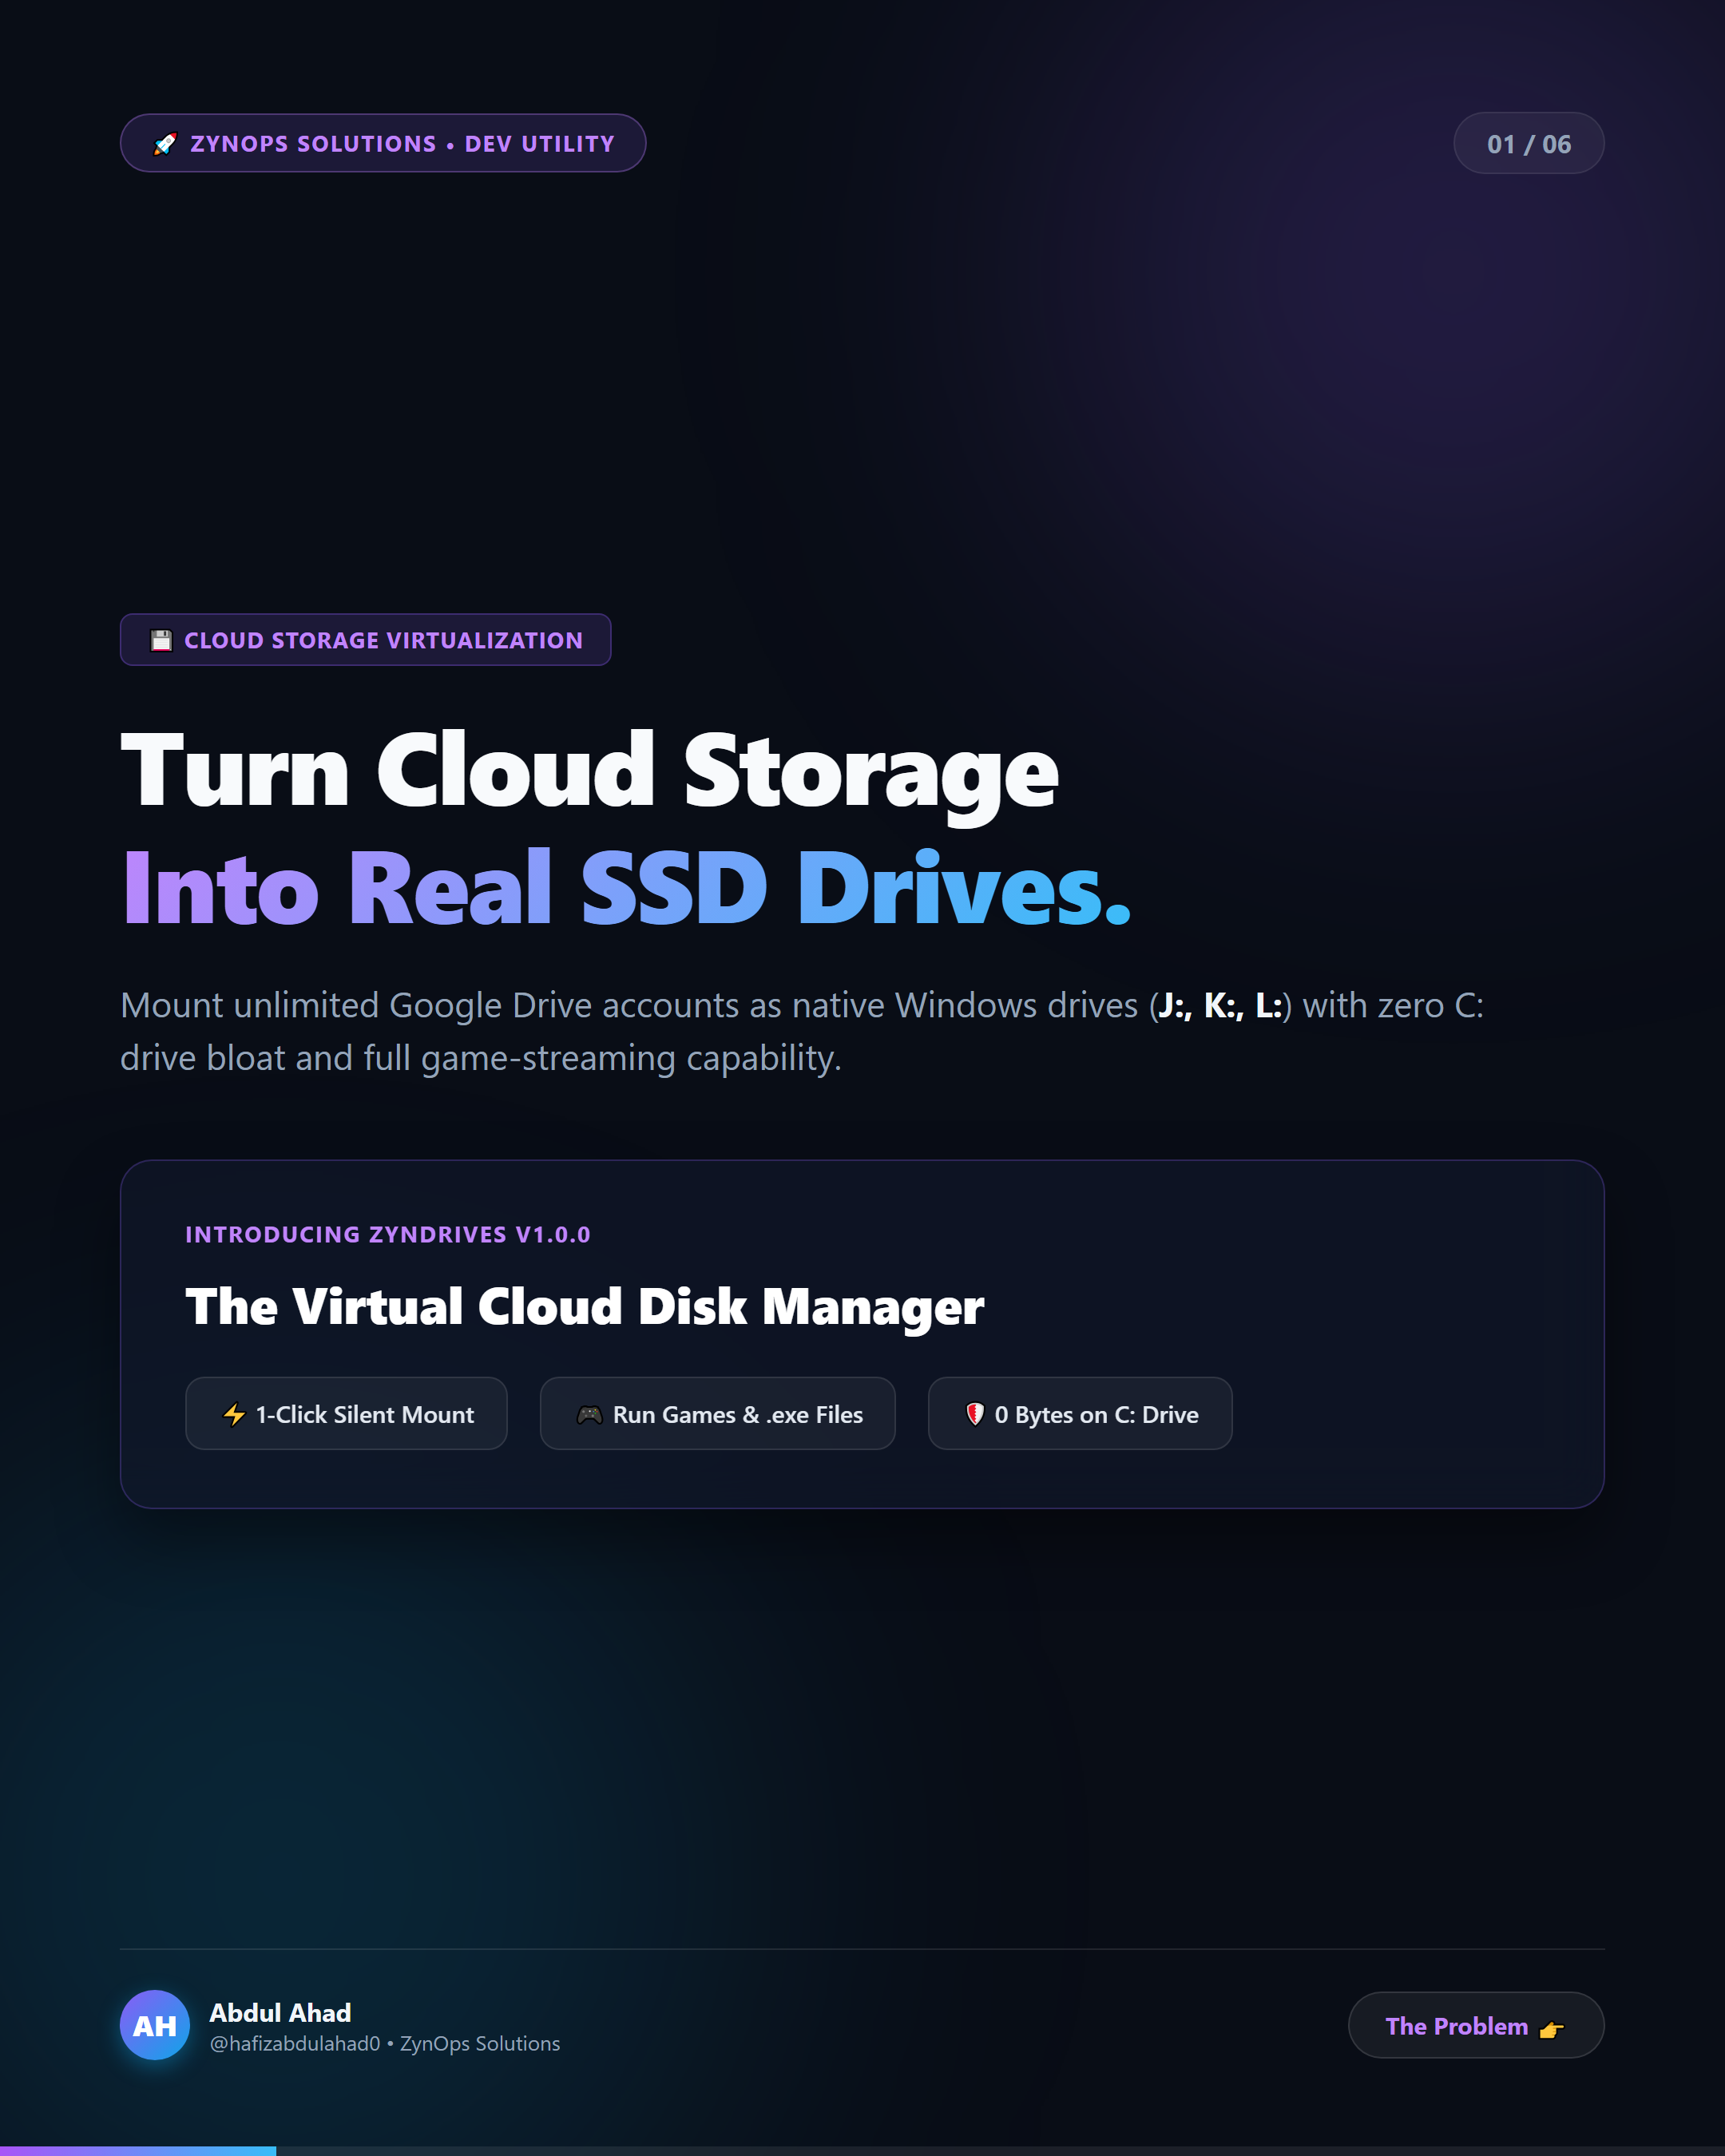 🚀 ZYNOPS SOLUTIONS • DEV UTILITY
01 / 06
💾 CLOUD STORAGE VIRTUALIZATION
Turn Cloud Storage
Into Real SSD Drives.
Mount unlimited Google Drive accounts as native Windows drives (J:, K:, L:) with zero C:
drive bloat and full game-streaming capability.
INTRODUCING ZYNDRIVES V1.0.0
The Virtual Cloud Disk Manager
⚡ 1-Click Silent Mount
🎮 Run Games & .exe Files
🛡️ 0 Bytes on C: Drive
AH
Abdul Ahad
@hafizabdulahad0 • ZynOps Solutions
The Problem 👉